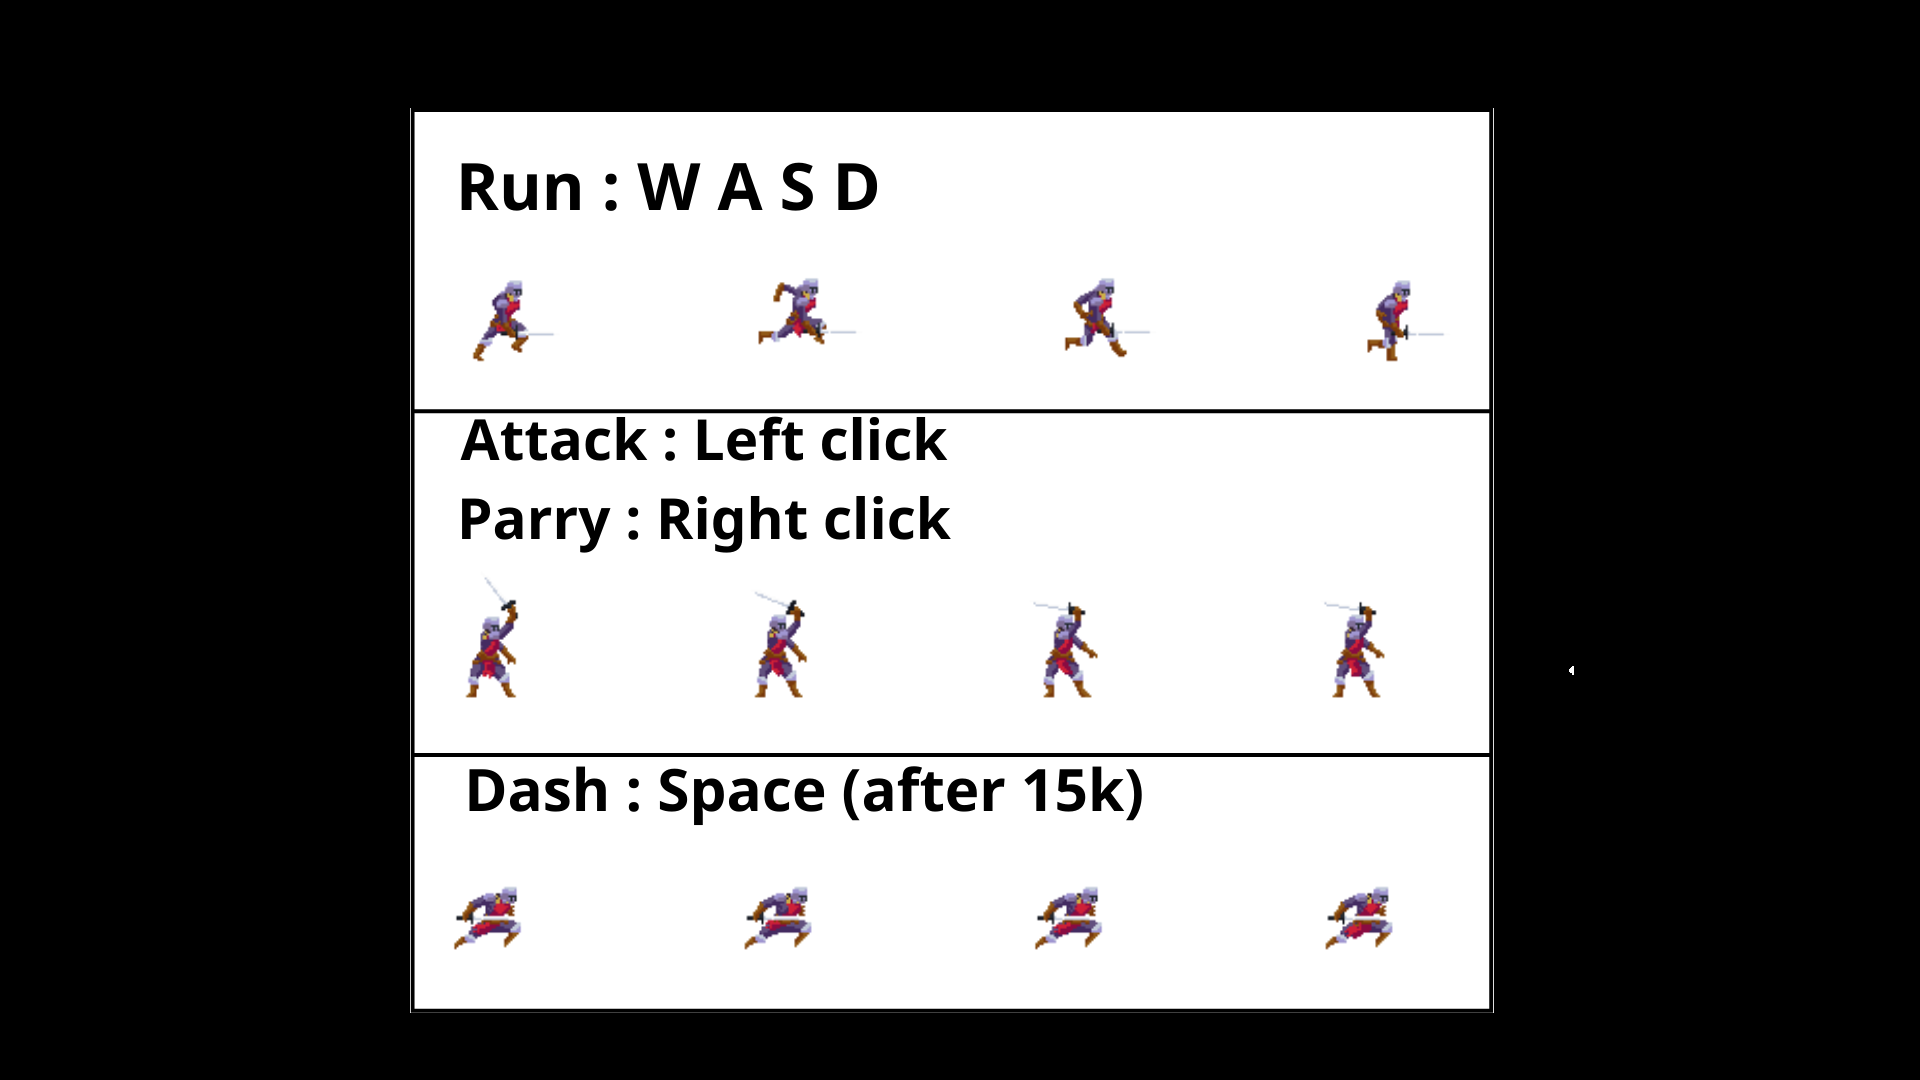 Run : W A S D
Attack : Left click
Parry : Right click
Dash : Space (after 15k)